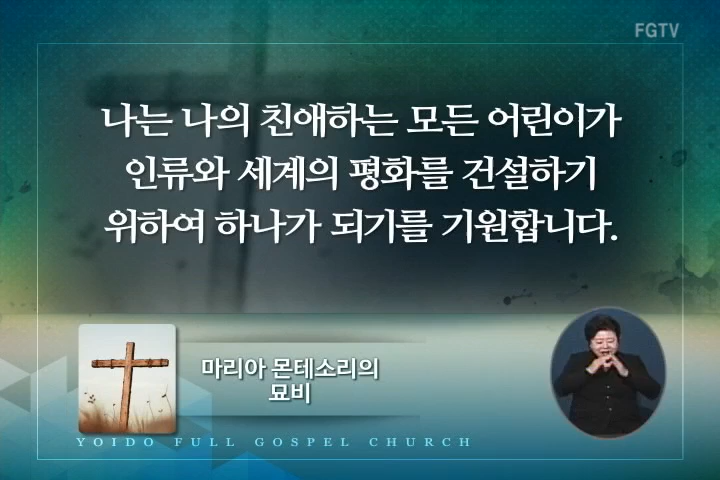 FGTV
나는 나의 친애하는 모든 어린이가
인류와 세계의 평화를 건설하기
위하여 하나가 되기를 기원합니다.
마리아 몬테소리의
묘비
YOIDO FULL GOSPEL CHURCH